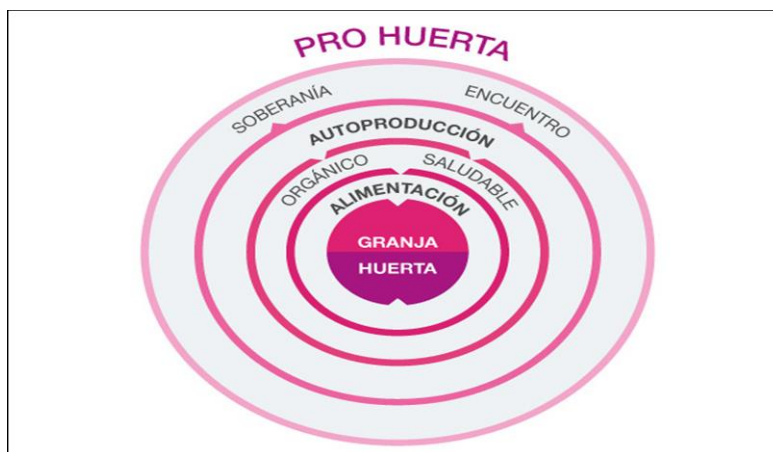 PRO HUERTA
SOBERANÍA
ENCUENTRO
AUTOPRODUCCIÓN
ORGÁNICO
SALUDABLE
ALIMENTACIÓN
GRANJA
HUERTA